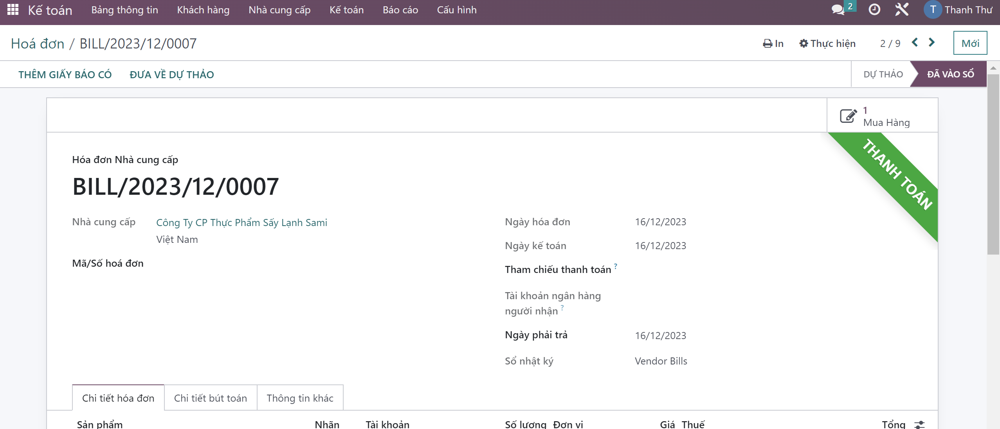 Kế toán Bảng thông tin Khách hàng Nhà cung cấp Kế toán Báo cáo Cấu hình 2 T Thanh Thư
Hoá đơn / BILL/2023/12/0007 In Thực hiện 2 / 9 Mới
THÊM GIẤY BÁO CÓ ĐƯA VỀ DỰ THẢO DỰ THẢO ĐÃ VÀO SỔ
1
Mua Hàng
THANH TOÁN
Hóa đơn Nhà cung cấp
BILL/2023/12/0007
Nhà cung cấp Công Ty CP Thực Phẩm Sấy Lạnh Sami
Việt Nam
Mã/Số hoá đơn
Ngày hóa đơn 16/12/2023
Ngày kế toán 16/12/2023
Tham chiếu thanh toán ?
Tài khoản ngân hàng
người nhận ?
Ngày phải trả 16/12/2023
Sổ nhật ký Vendor Bills
Chi tiết hóa đơn Chi tiết bút toán Thông tin khác
Sản phẩm Nhãn Tài khoản Số lượng Đơn vị Giá Thuế Tổng